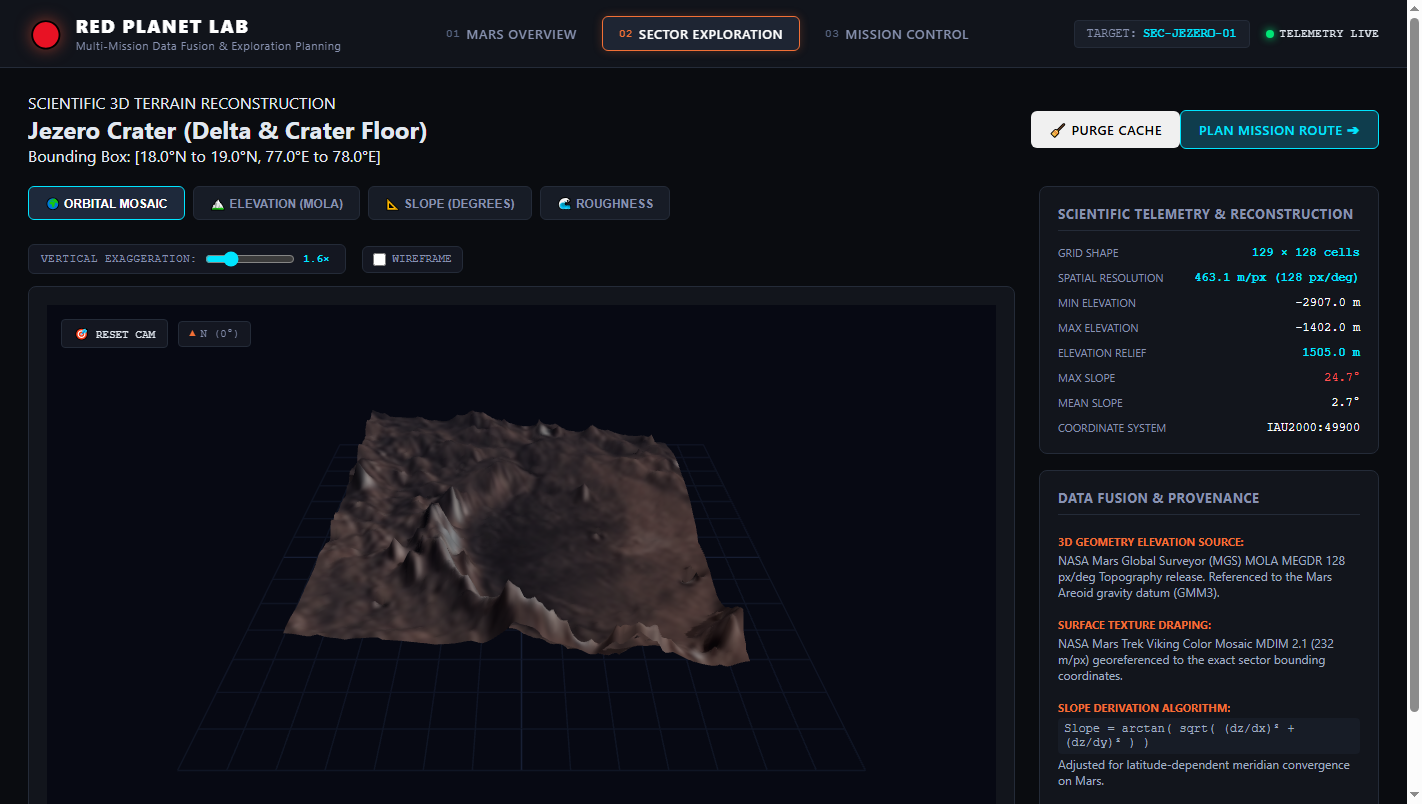 RED PLANET LAB
Multi-Mission Data Fusion & Exploration Planning
01 MARS OVERVIEW
02 SECTOR EXPLORATION
03 MISSION CONTROL
TARGET: SEC-JEZERO-01
TELEMETRY LIVE
SCIENTIFIC 3D TERRAIN RECONSTRUCTION
Jezero Crater (Delta & Crater Floor)
Bounding Box: [18.0°N to 19.0°N, 77.0°E to 78.0°E]
PURGE CACHE
PLAN MISSION ROUTE ➔
ORBITAL MOSAIC
ELEVATION (MOLA)
SLOPE (DEGREES)
ROUGHNESS
VERTICAL EXAGGERATION: 1.6×
WIREFRAME
RESET CAM
▲ N (0°)
SCIENTIFIC TELEMETRY & RECONSTRUCTION
GRID SHAPE 129 × 128 cells
SPATIAL RESOLUTION 463.1 m/px (128 px/deg)
MIN ELEVATION -2907.0 m
MAX ELEVATION -1402.0 m
ELEVATION RELIEF 1505.0 m
MAX SLOPE 24.7°
MEAN SLOPE 2.7°
COORDINATE SYSTEM IAU2000:49900
DATA FUSION & PROVENANCE
3D GEOMETRY ELEVATION SOURCE:
NASA Mars Global Surveyor (MGS) MOLA MEGDR 128
px/deg Topography release. Referenced to the Mars
Areoid gravity datum (GMM3).
SURFACE TEXTURE DRAPING:
NASA Mars Trek Viking Color Mosaic MDIM 2.1 (232
m/px) georeferenced to the exact sector bounding
coordinates.
SLOPE DERIVATION ALGORITHM:
Slope = arctan( sqrt( (dz/dx)² +
(dz/dy)² ) )
Adjusted for latitude-dependent meridian convergence
on Mars.